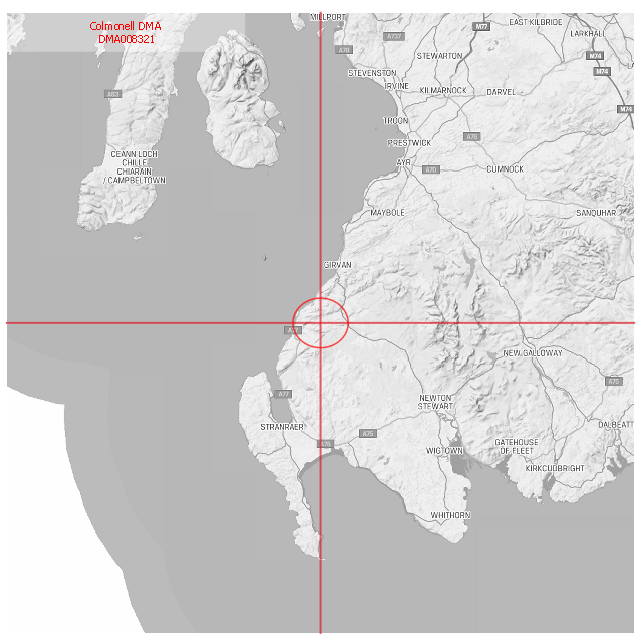 MILLPORT
M77
EAST KILBRIDE
Colmonell DMA
DMA008321
A737
LARKHALL
A78
STEWARTON
M74
STEVENSTON
M74
IRVINE
KILMARNOCK
DARVEL
A83
M74
TROON
A76
PRESTWICK
CEANN LOCH
CHILLE
CHIARAIN
/ CAMPBELTOWN
AYR
A70
CUMNOCK
MAYBOLE
SANQUHAR
GIRVAN
A77
NEW GALLOWAY
A75
A77
NEWTON
STEWART
STRANRAER
A75
DALBEATT
A75
WIGTOWN
GATEHOUSE
OF FLEET
KIRKCUDBRIGHT
WHITHORN